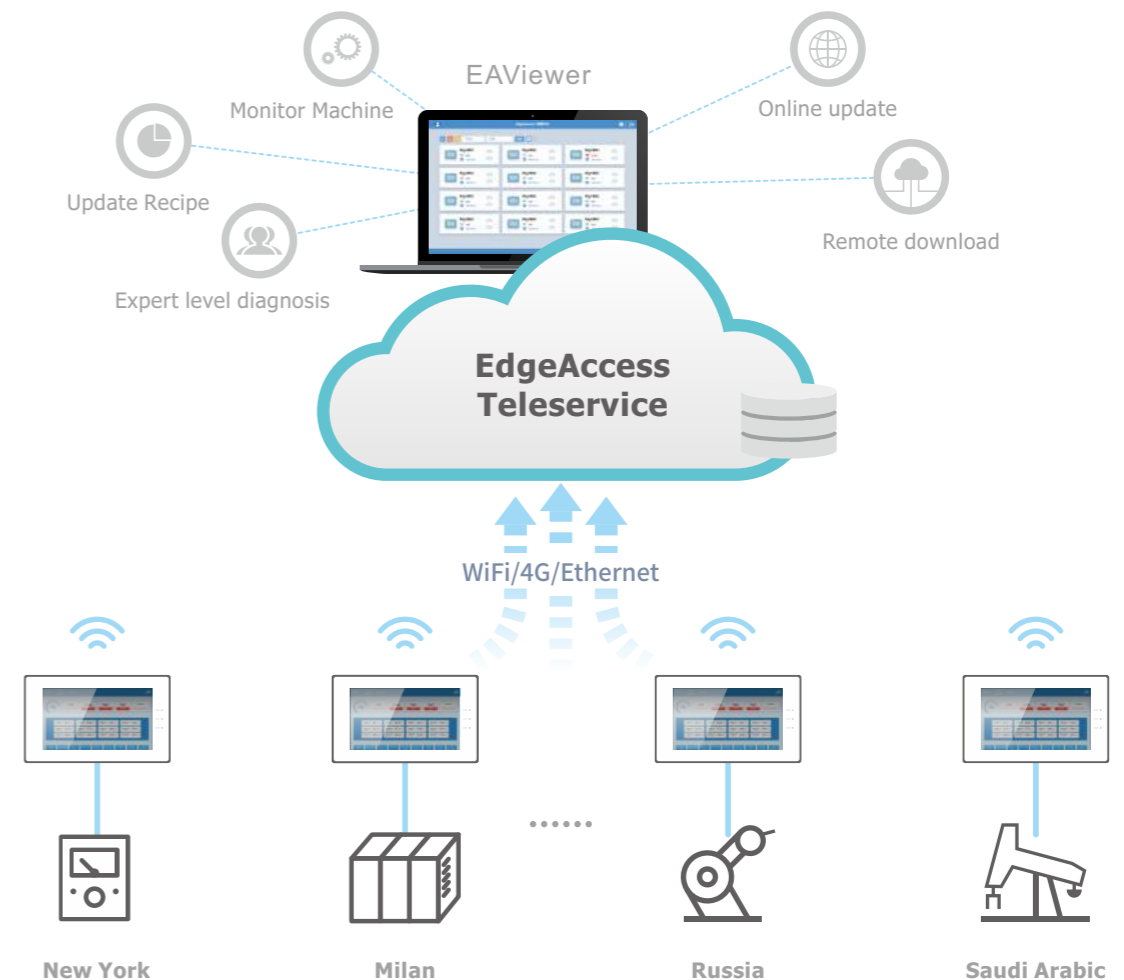 EAViewer
Monitor Machine
Online update
Update Recipe
Remote download
Expert level diagnosis
EdgeAccess
Teleservice
WiFi/4G/Ethernet
New York
Milan
Russia
Saudi Arabic